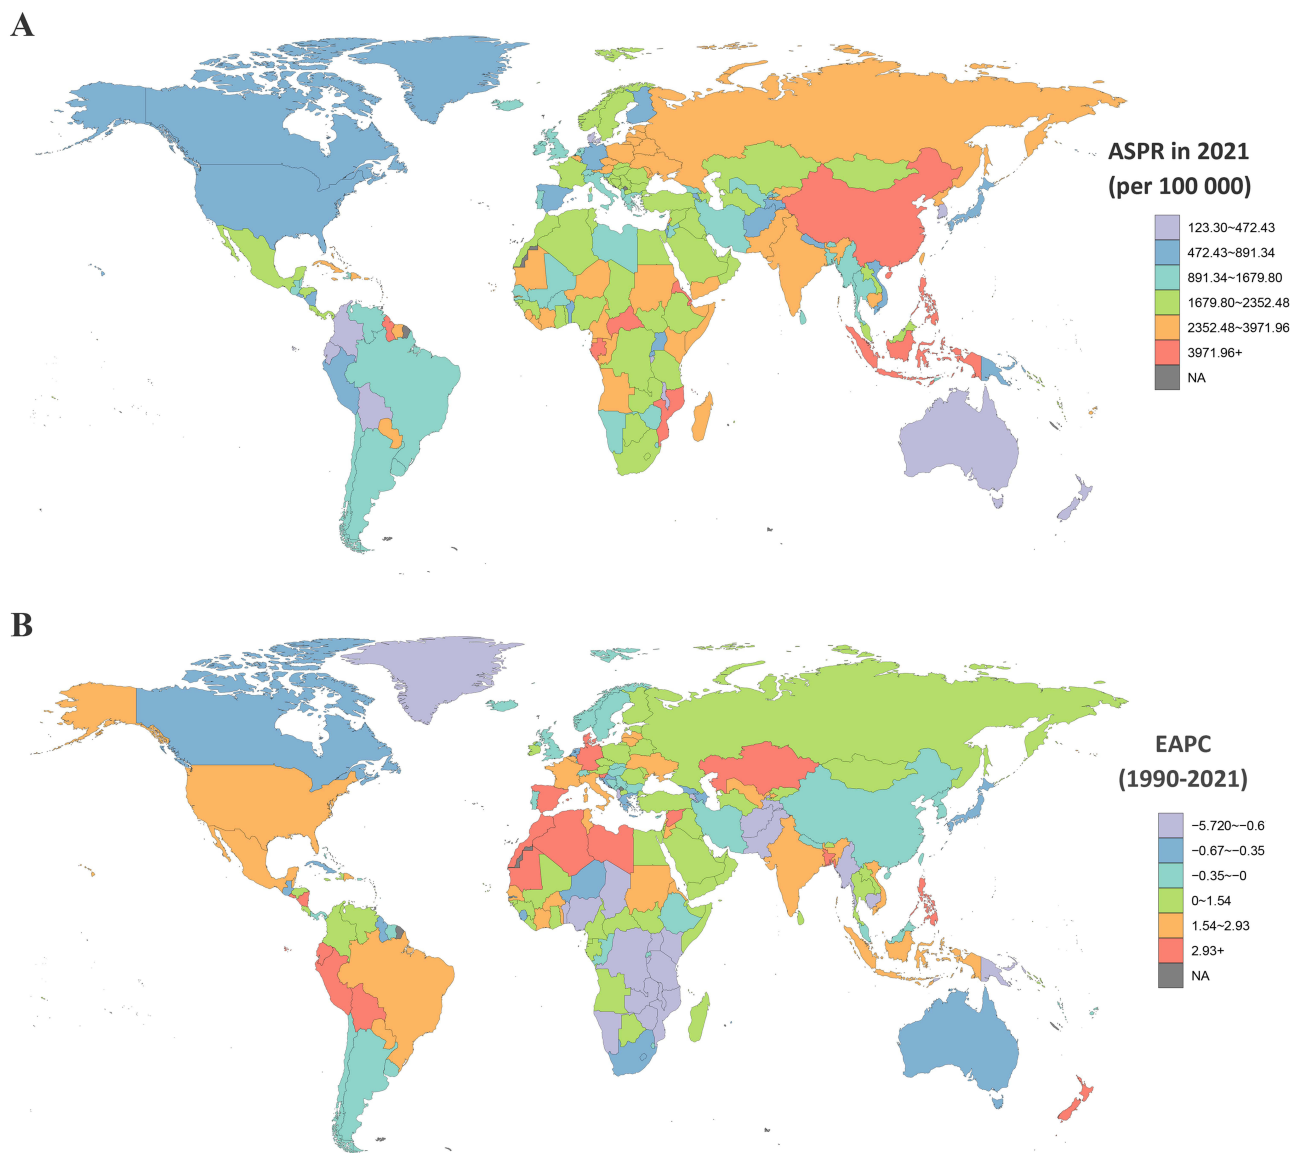 A
ASPR in 2021
(per 100 000)
123.30~472.43
472.43~891.34
891.34~1679.80
1679.80~2352.48
2352.48~3971.96
3971.96+
NA
B
EAPC
(1990-2021)
−5.720~−0.6
−0.67~−0.35
−0.35~−0
0~1.54
1.54~2.93
2.93+
NA